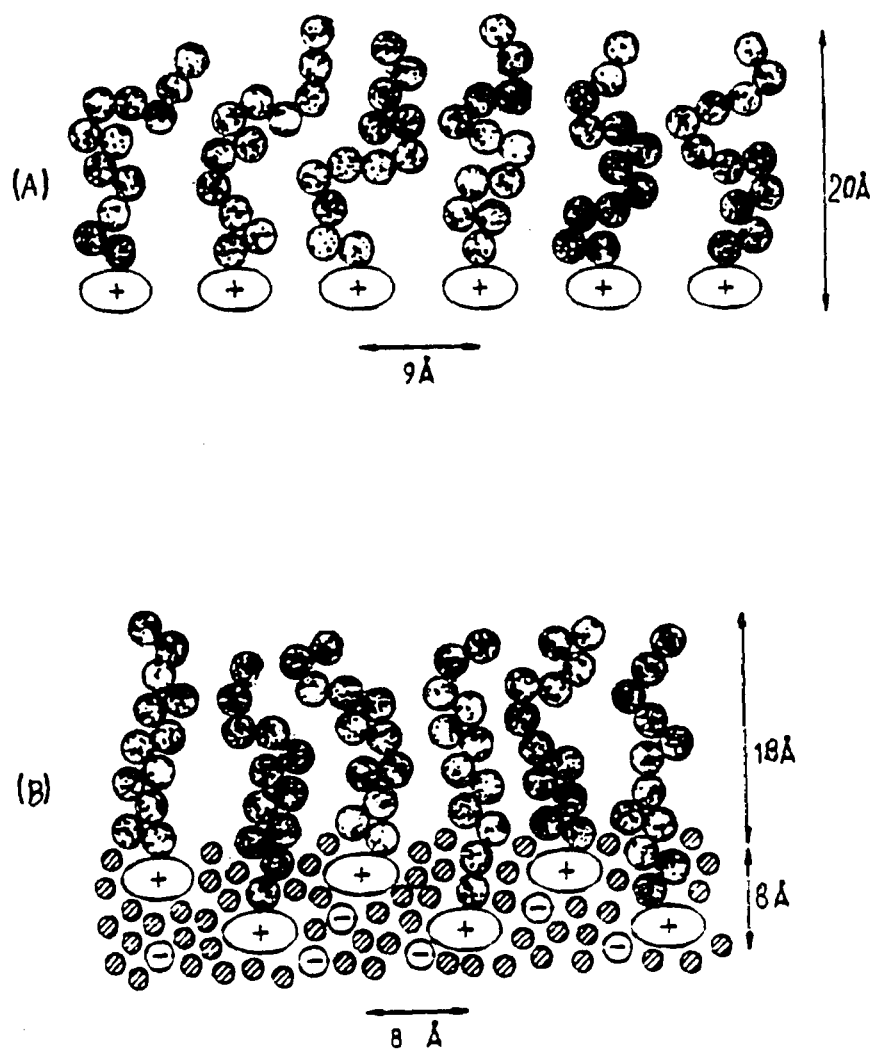 (A)
+ + + + + +
20Å
9Å
(B)
18Å
+ + +
8Å
− −
+ + +
− − −
8 Å